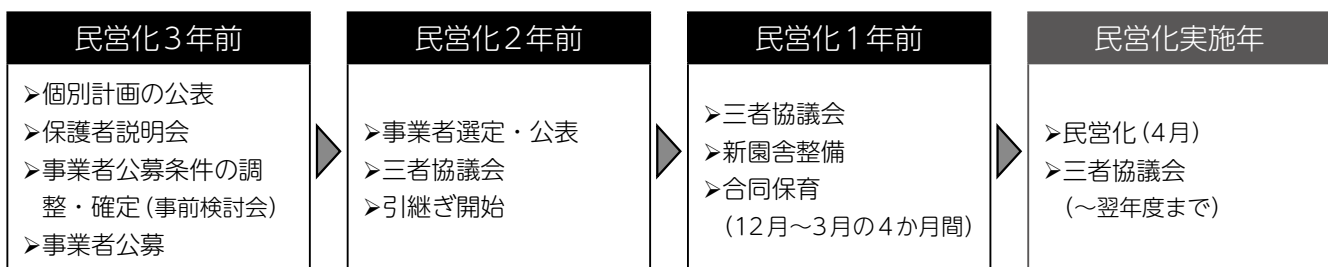 民営化3年前
➢個別計画の公表
➢保護者説明会
➢事業者公募条件の調
整・確定(事前検討会)
➢事業者公募
民営化2年前
➢事業者選定・公表
➢三者協議会
➢引継ぎ開始
民営化1年前
➢三者協議会
➢新園舎整備
➢合同保育
(12月～3月の4か月間)
民営化実施年
➢民営化(4月)
➢三者協議会
(～翌年度まで)